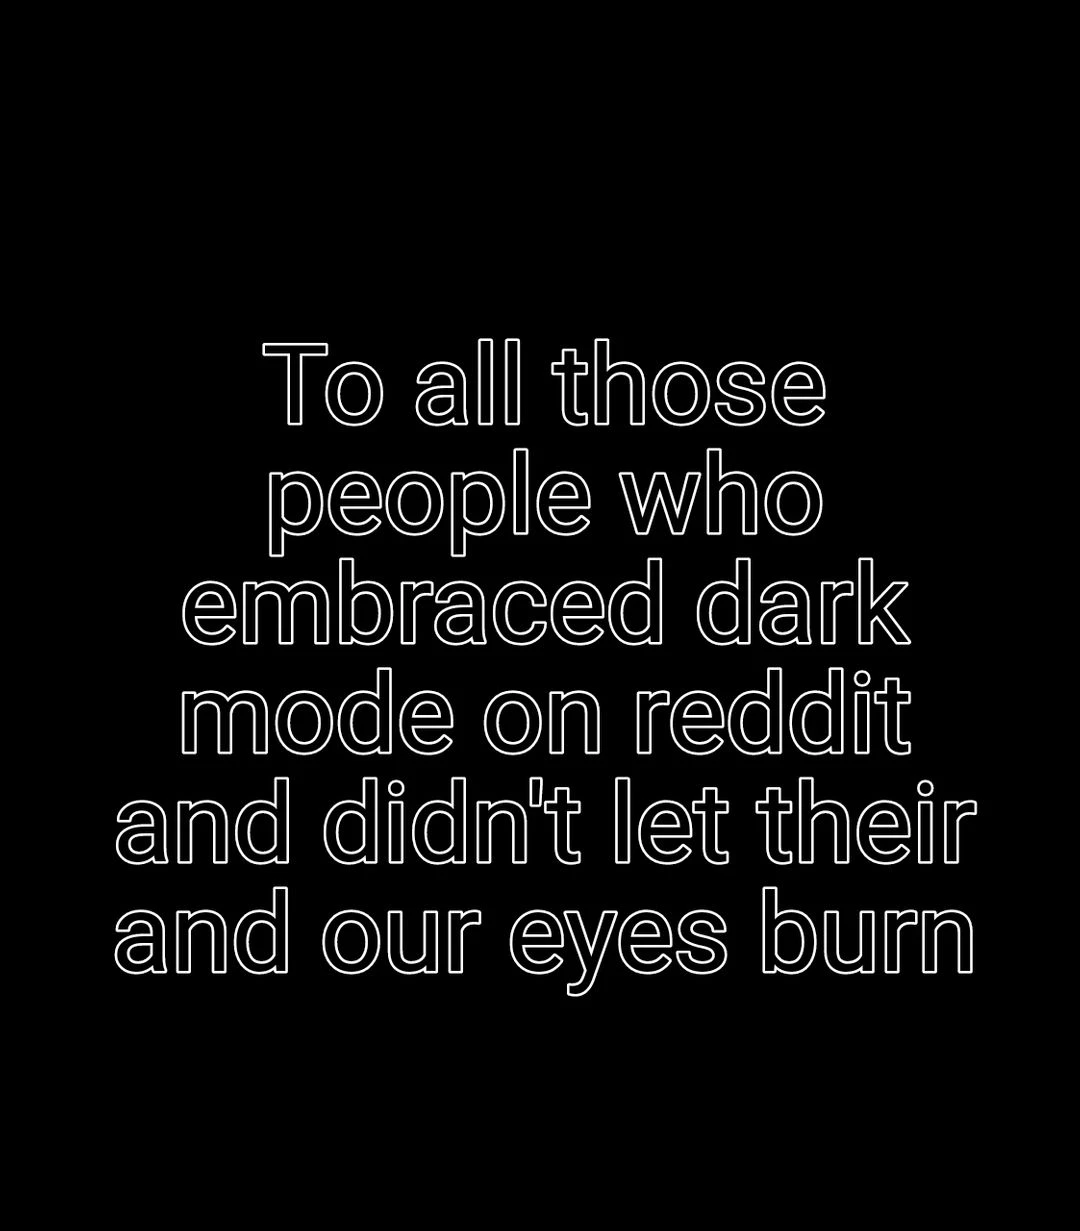 To all those
people who
embraced dark
mode on reddit
and didn't let their
and our eyes burn